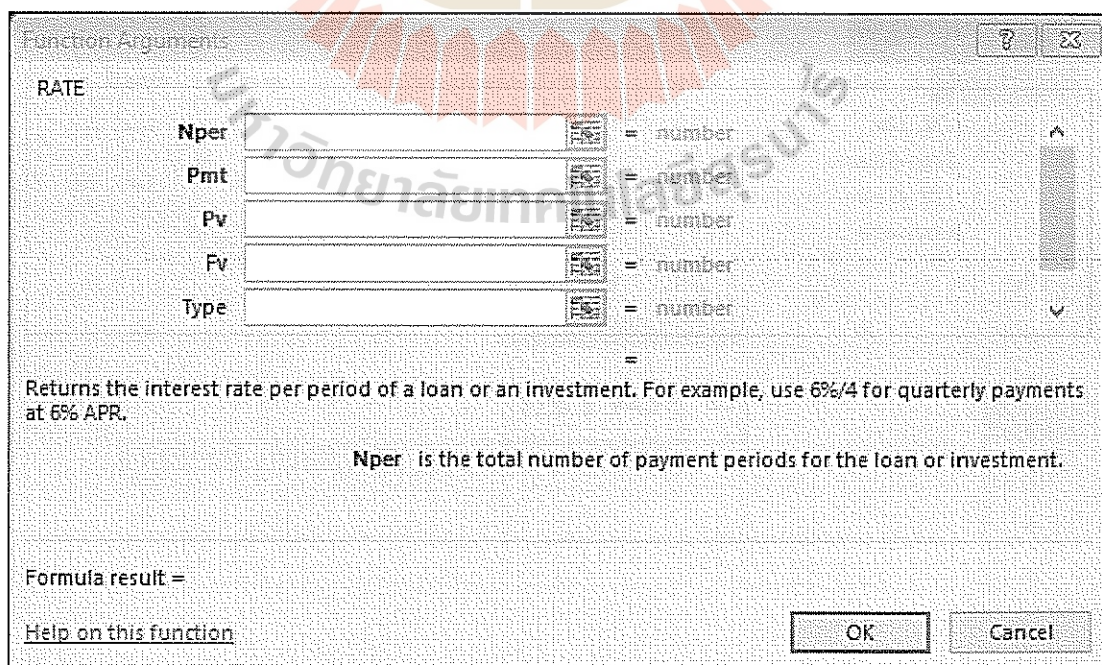 Function Arguments
RATE
Nper = number
Pmt = number
Pv = number
Fv = number
Type = number
=
Returns the interest rate per period of a loan or an investment. For example, use 6%/4 for quarterly payments
at 6% APR.
Nper is the total number of payment periods for the loan or investment.
Formula result =
Help on this function
OK Cancel